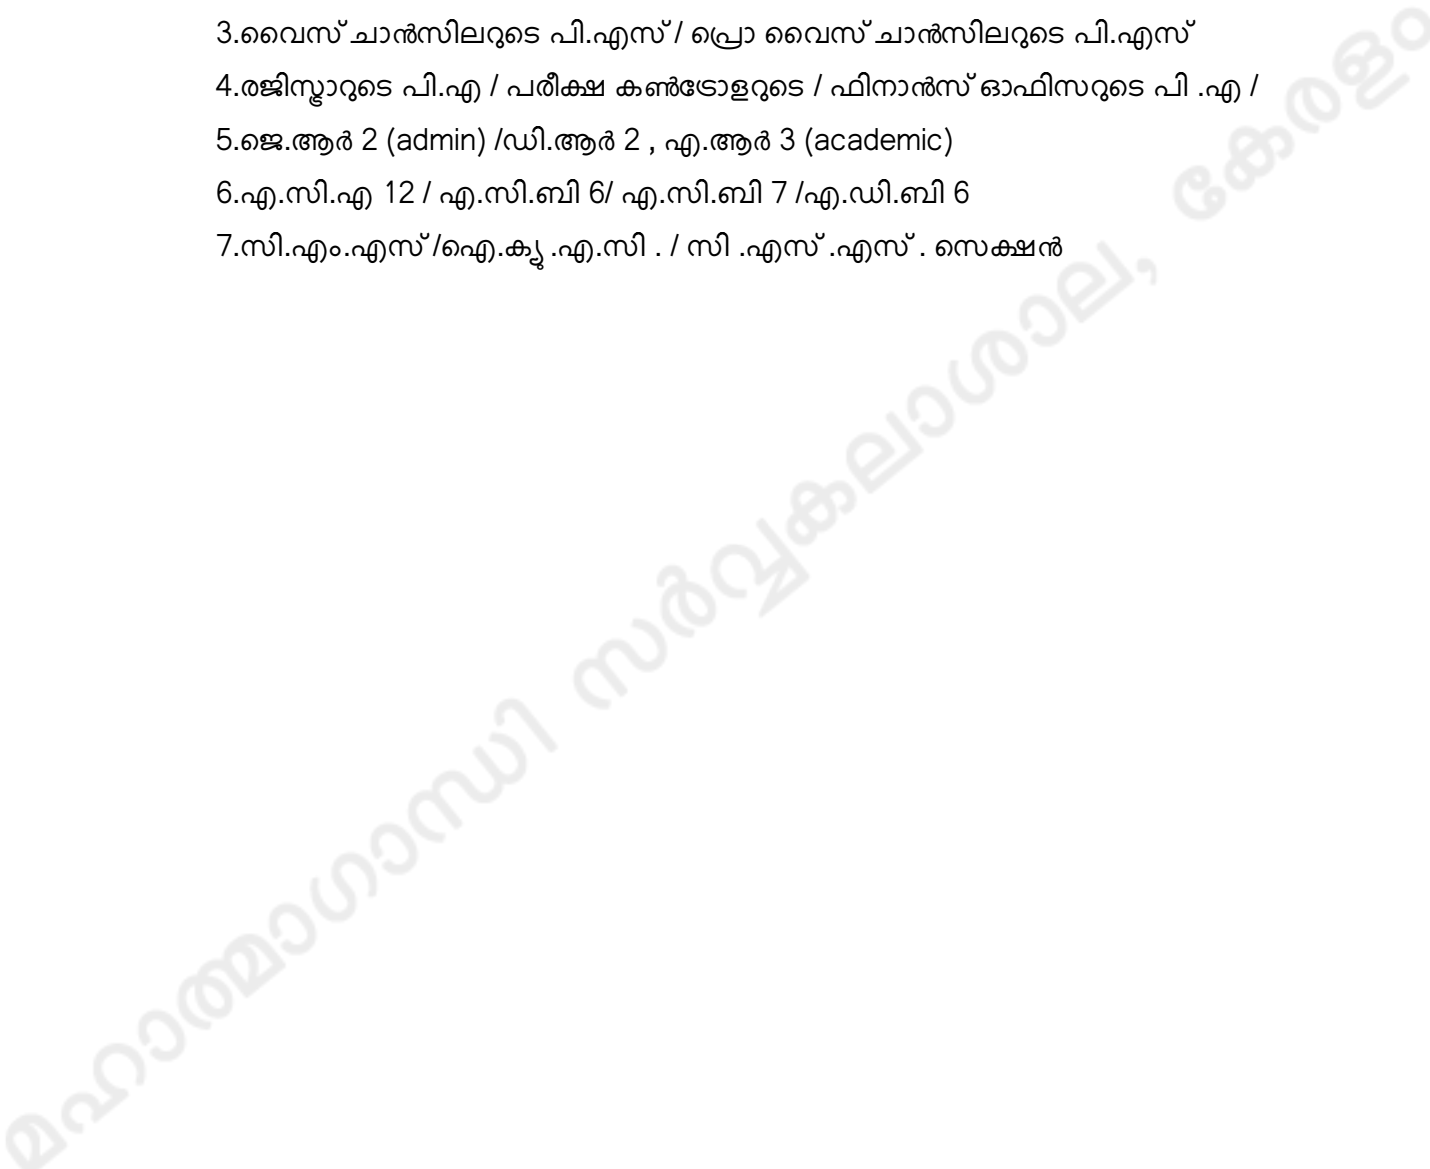 3.വൈസ് ചാൻസിലറുടെ പി.എസ് / പ്രൊ വൈസ് ചാൻസിലറുടെ പി.എസ്
4.രജിസ്ട്രാറുടെ പി.എ / പരീക്ഷ കൺട്രോളറുടെ / ഫിനാൻസ് ഓഫിസറുടെ പി .എ /
5.ജെ.ആർ 2 (admin) /ഡി.ആർ 2 , എ.ആർ 3 (academic)
6.എ.സി.എ 12 / എ.സി.ബി 6/ എ.സി.ബി 7 /എ.ഡി.ബി 6
7.സി.എം.എസ് /ഐ.ക്യു .എ.സി . / സി .എസ് .എസ് . സെക്ഷൻ
മഹാത്മാഗാന്ധി സർവ്വകലാശാല, കേരളം